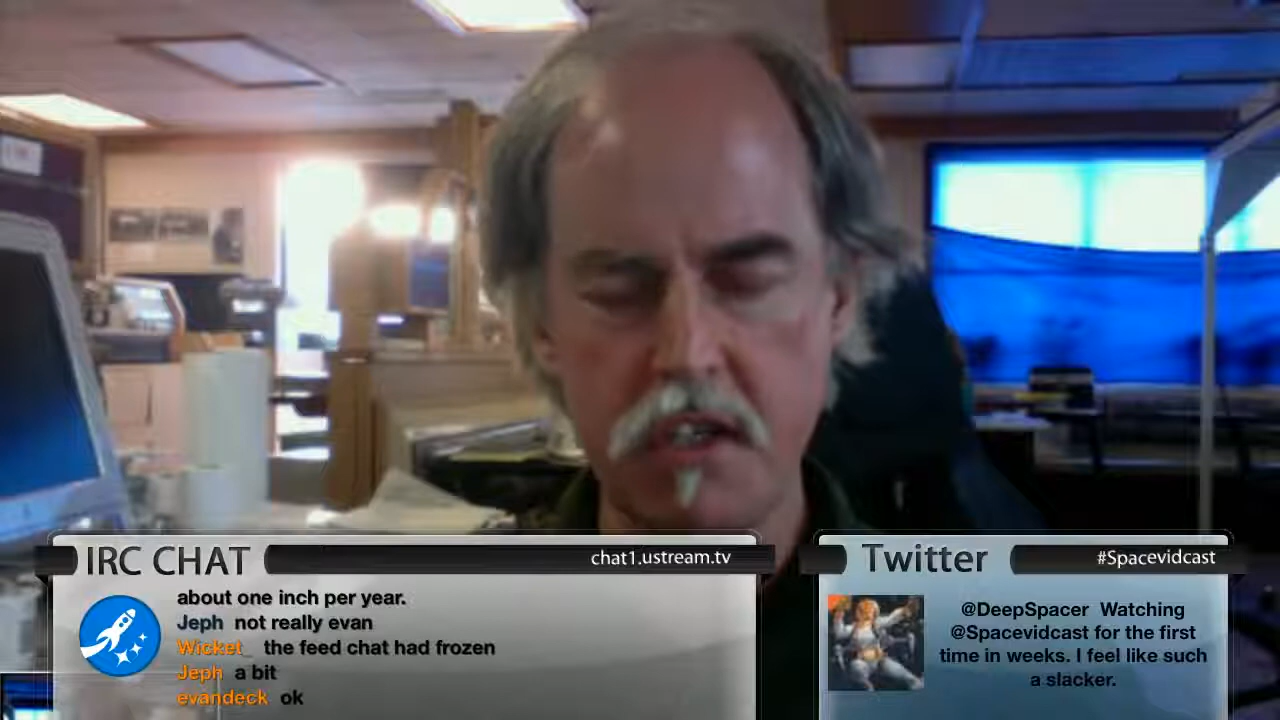 IRC CHAT
chat1.ustream.tv
about one inch per year.
Jeph not really evan
Wicket_ the feed chat had frozen
Jeph a bit
evandeck ok
Twitter
#Spacevidcast
@DeepSpacer Watching
@Spacevidcast for the first
time in weeks. I feel like such
a slacker.